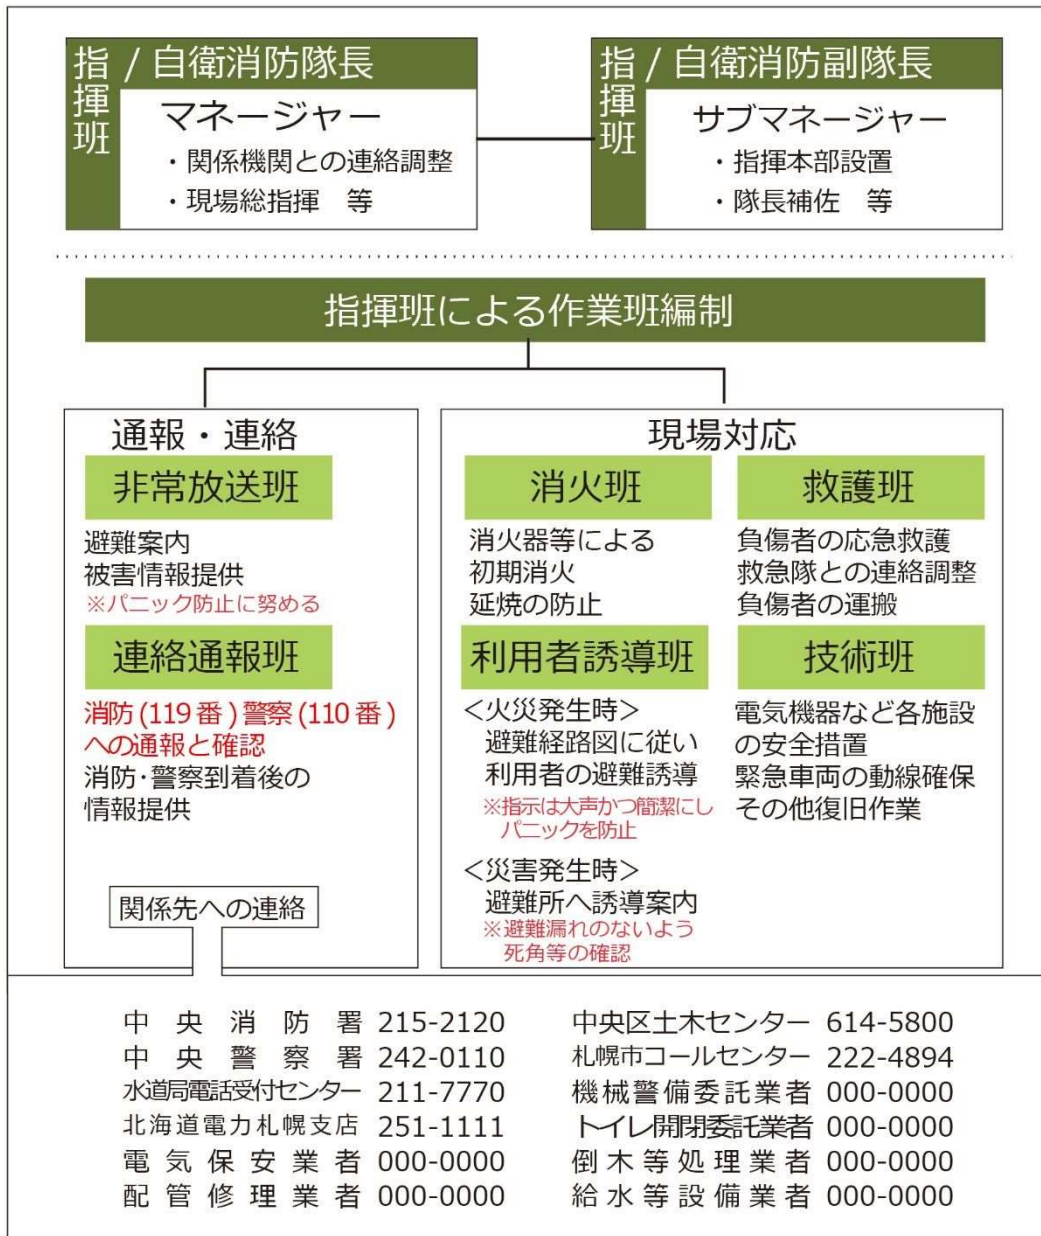 指揮班 / 自衛消防隊長
マネージャー
・関係機関との連絡調整
・現場総指揮　等
指揮班 / 自衛消防副隊長
サブマネージャー
・指揮本部設置
・隊長補佐　等
指揮班による作業班編制
通報・連絡
非常放送班
避難案内
被害情報提供
※パニック防止に努める
連絡通報班
消防(119番)警察(110番)
への通報と確認
消防・警察到着後の
情報提供
関係先への連絡
現場対応
消火班
消火器等による
初期消火
延焼の防止
救護班
負傷者の応急救護
救急隊との連絡調整
負傷者の運搬
利用者誘導班
＜火災発生時＞
避難経路図に従い
利用者の避難誘導
※指示は大声かつ簡潔にし
パニックを防止
＜災害発生時＞
避難所へ誘導案内
※避難漏れのないよう
死角等の確認
技術班
電気機器など各施設
の安全措置
緊急車両の動線確保
その他復旧作業
中央消防署 215-2120
中央警察署 242-0110
水道局電話受付センター 211-7770
北海道電力札幌支店 251-1111
電気保安業者 000-0000
配管修理業者 000-0000
中央区土木センター 614-5800
札幌市コールセンター 222-4894
機械警備委託業者 000-0000
トイレ開閉委託業者 000-0000
倒木等処理業者 000-0000
給水等設備業者 000-0000